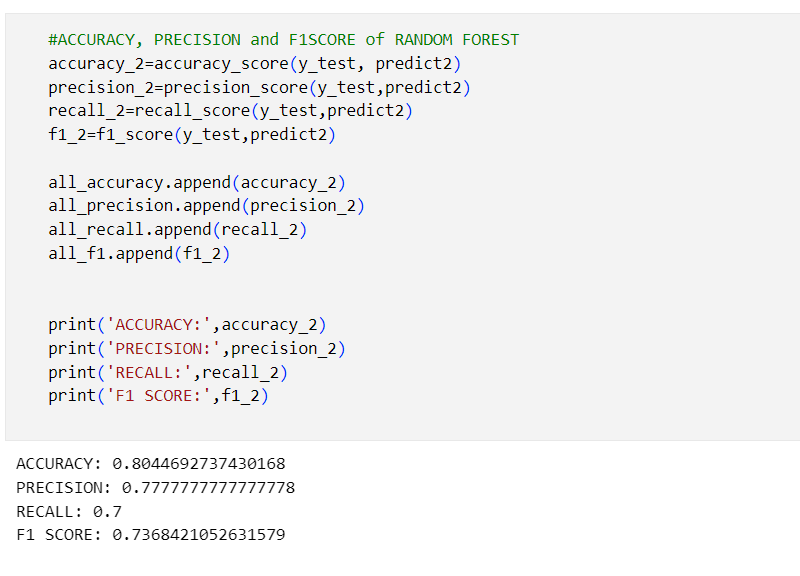 #ACCURACY, PRECISION and F1SCORE of RANDOM FOREST
accuracy_2=accuracy_score(y_test, predict2)
precision_2=precision_score(y_test,predict2)
recall_2=recall_score(y_test,predict2)
f1_2=f1_score(y_test,predict2)
all_accuracy.append(accuracy_2)
all_precision.append(precision_2)
all_recall.append(recall_2)
all_f1.append(f1_2)
print('ACCURACY:',accuracy_2)
print('PRECISION:',precision_2)
print('RECALL:',recall_2)
print('F1 SCORE:',f1_2)
ACCURACY: 0.8044692737430168
PRECISION: 0.7777777777777778
RECALL: 0.7
F1 SCORE: 0.7368421052631579